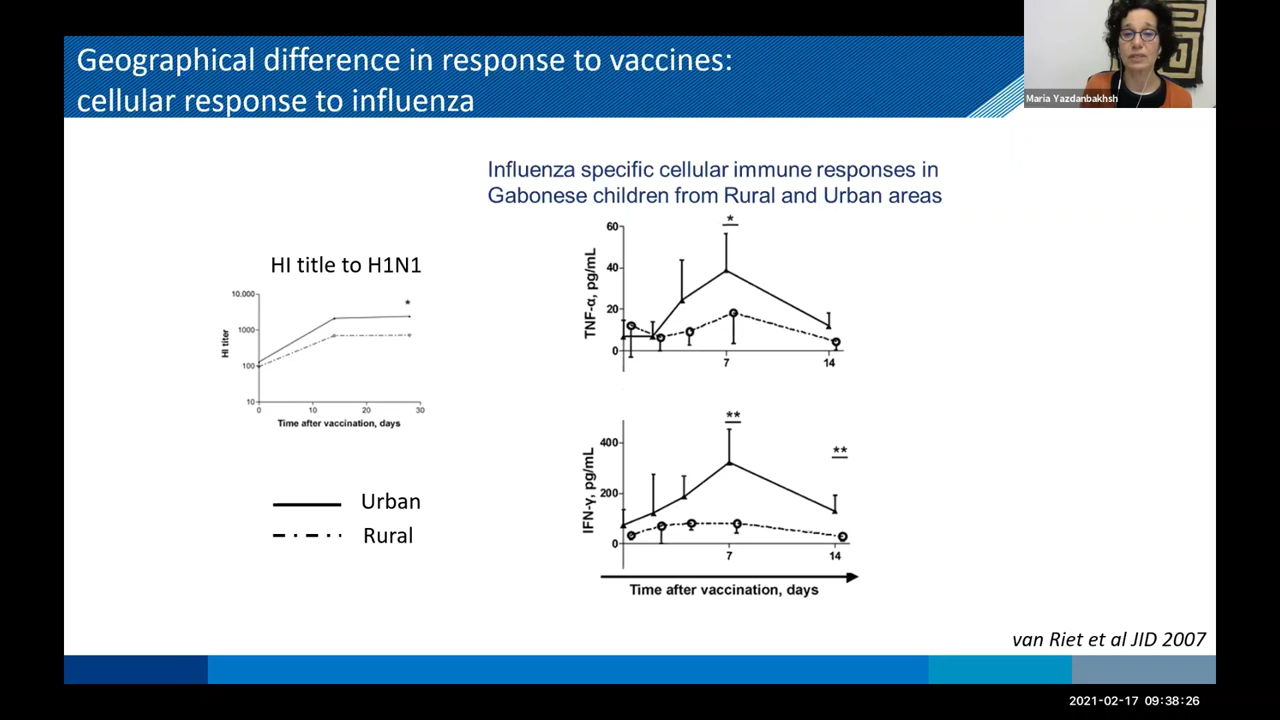 Geographical difference in response to vaccines:
cellular response to influenza
Maria Yazdanbakhsh
Influenza specific cellular immune responses in
Gabonese children from Rural and Urban areas
HI title to H1N1
10,000
1000
100
10
HI titer
0 10 20 30
Time after vaccination, days
*
Urban
Rural
*
60
40
20
0
TNF-α, pg/mL
7 14
**
**
400
200
0
IFN-γ, pg/mL
7 14
Time after vaccination, days
van Riet et al JID 2007
2021-02-17 09:38:26